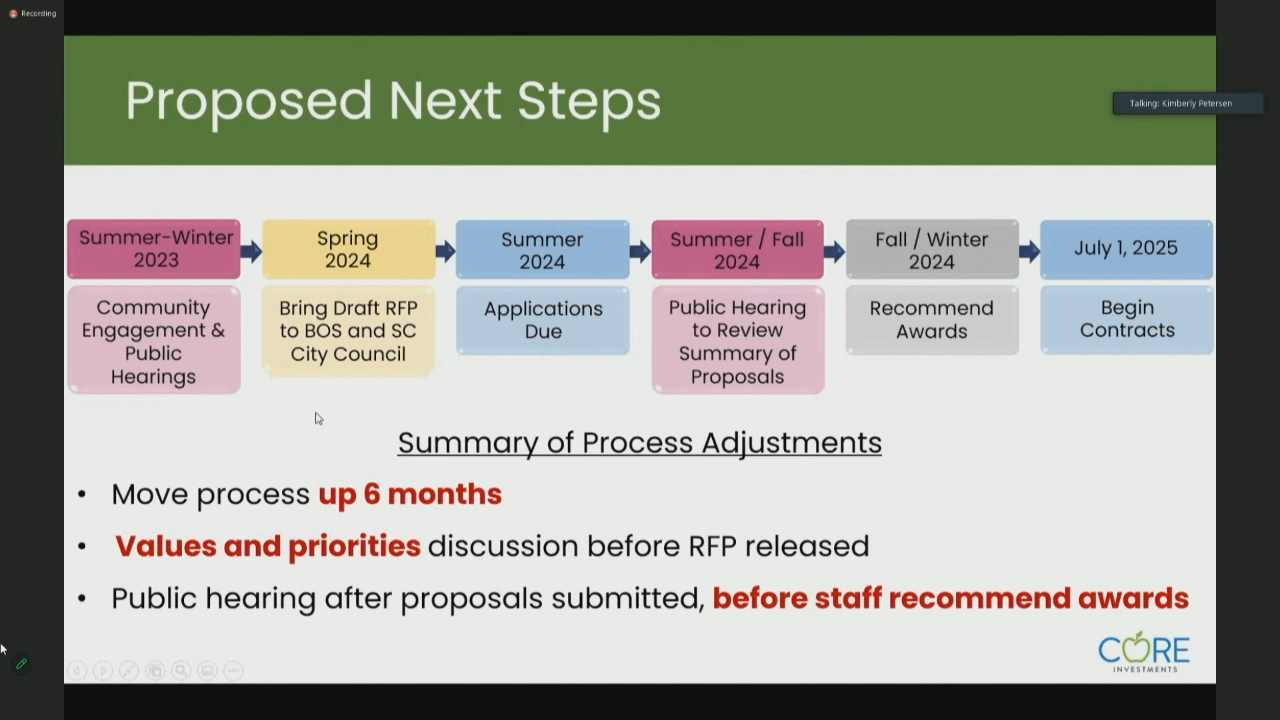 Recording
Proposed Next Steps
Talking: Kimberly Petersen
Summer-Winter
2023
Spring
2024
Summer
2024
Summer / Fall
2024
Fall / Winter
2024
July 1, 2025
Community
Engagement &
Public
Hearings
Bring Draft RFP
to BOS and SC
City Council
Applications
Due
Public Hearing
to Review
Summary of
Proposals
Recommend
Awards
Begin
Contracts
Summary of Process Adjustments
• Move process up 6 months
• Values and priorities discussion before RFP released
• Public hearing after proposals submitted, before staff recommend awards
CORE
INVESTMENTS